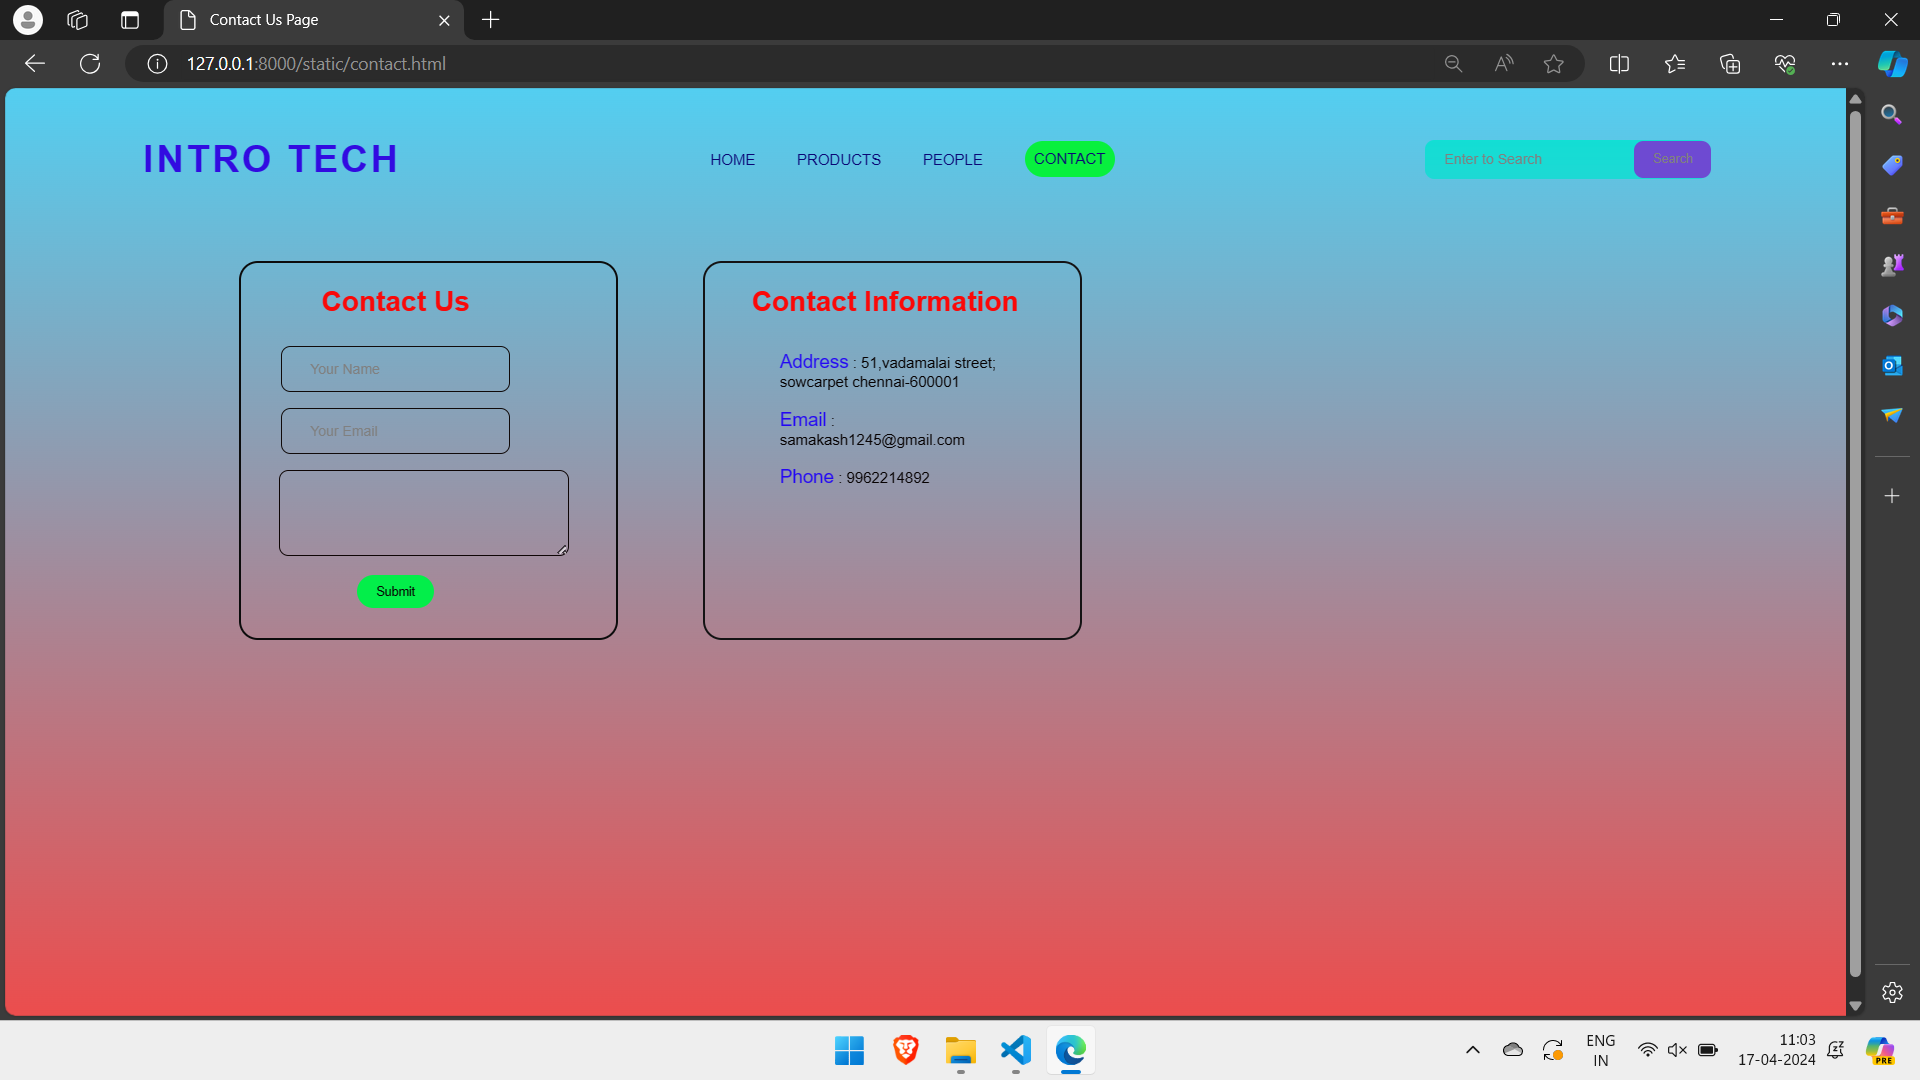 Contact Us Page
127.0.0.1:8000/static/contact.html
INTRO TECH
HOME
PRODUCTS
PEOPLE
CONTACT
Enter to Search
Search
Contact Us
Your Name
Your Email
Submit
Contact Information
Address : 51,vadamalai street;
sowcarpet chennai-600001
Email :
samakash1245@gmail.com
Phone : 9962214892
ENG
IN
11:03
17-04-2024
PRE